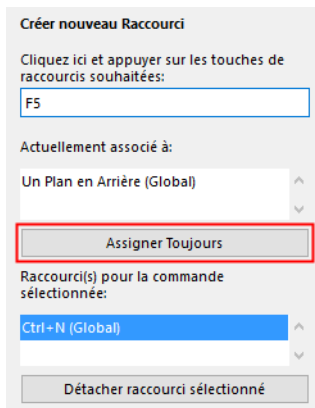 Créer nouveau Raccourci
Cliquez ici et appuyer sur les touches de
raccourcis souhaitées:
F5
Actuellement associé à:
Un Plan en Arrière (Global)
Assigner Toujours
Raccourci(s) pour la commande
sélectionnée:
Ctrl+N (Global)
Détacher raccourci sélectionné